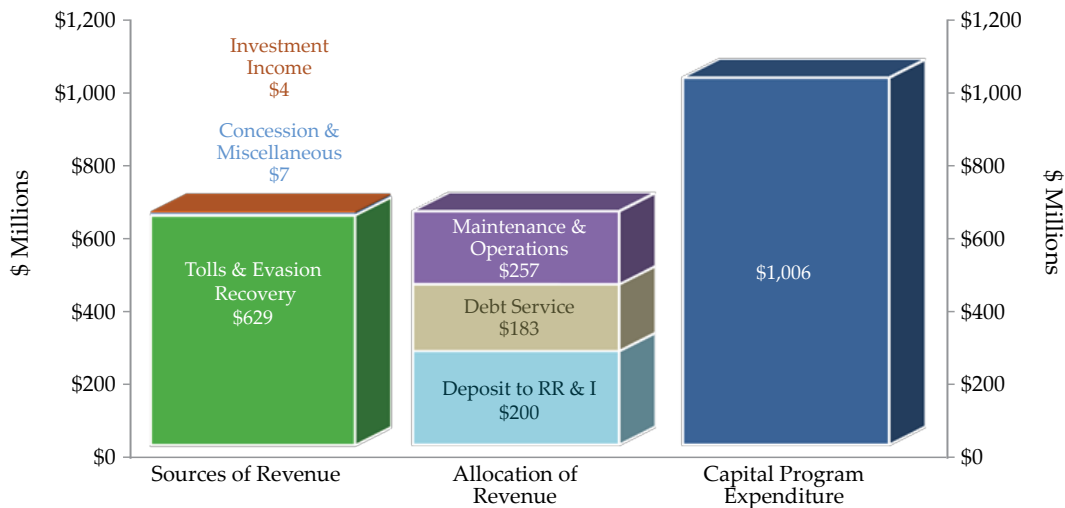 $1,200
$1,000
$800
$600
$400
$200
$0
$ Millions
Investment
Income
$4
Concession &
Miscellaneous
$7
Tolls & Evasion
Recovery
$629
Maintenance &
Operations
$257
Debt Service
$183
Deposit to RR & I
$200
$1,006
$1,200
$1,000
$800
$600
$400
$200
$0
$ Millions
Sources of Revenue
Allocation of
Revenue
Capital Program
Expenditure